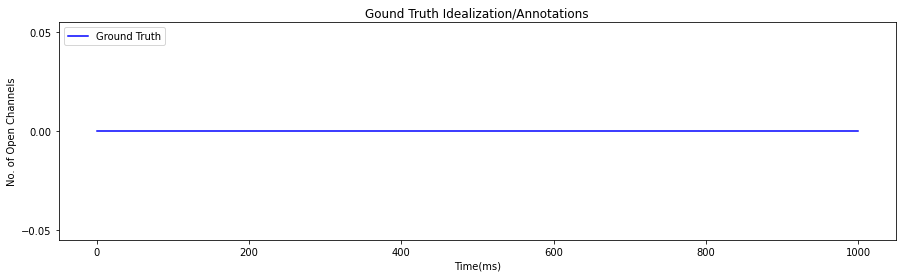 Gound Truth Idealization/Annotations
Ground Truth
No. of Open Channels
0.05
0.00
−0.05
0 200 400 600 800 1000
Time(ms)